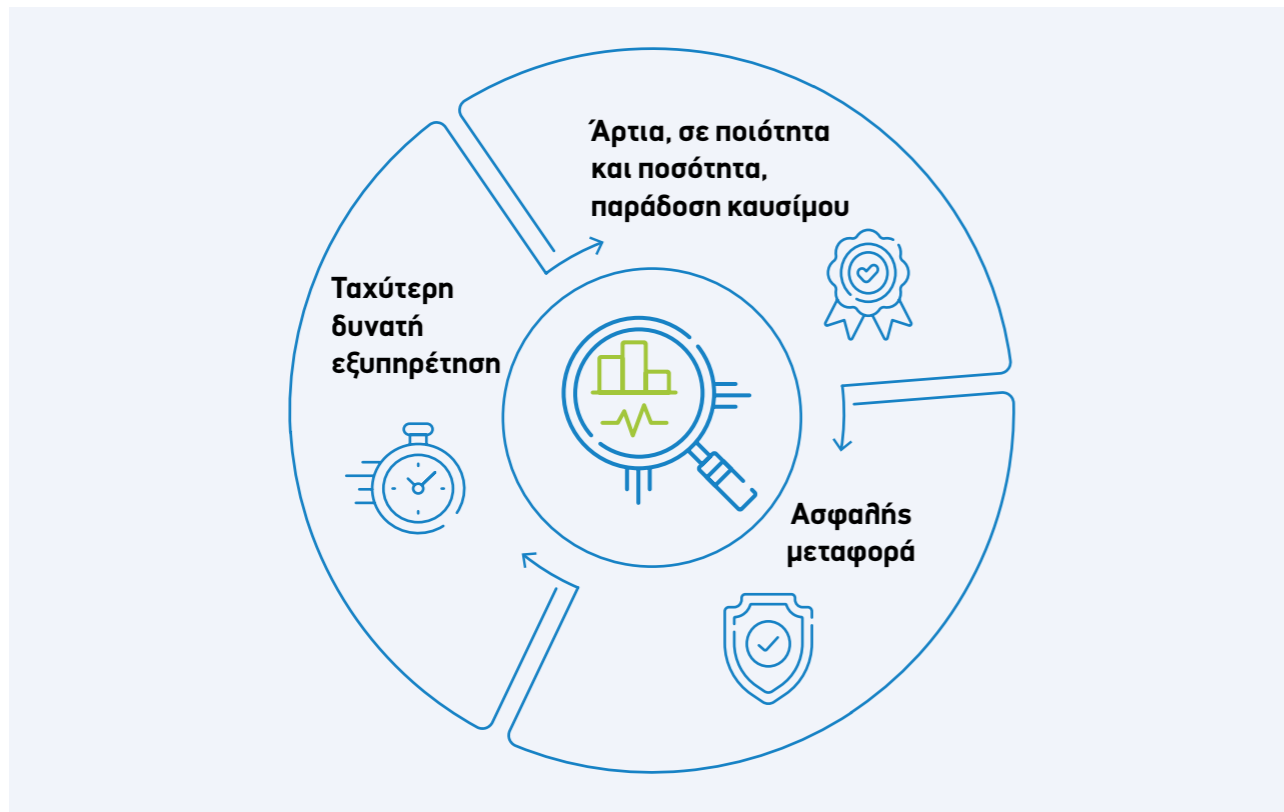 Άρτια, σε ποιότητα
και ποσότητα,
παράδοση καυσίμου
Ταχύτερη
δυνατή
εξυπηρέτηση
Ασφαλής
μεταφορά